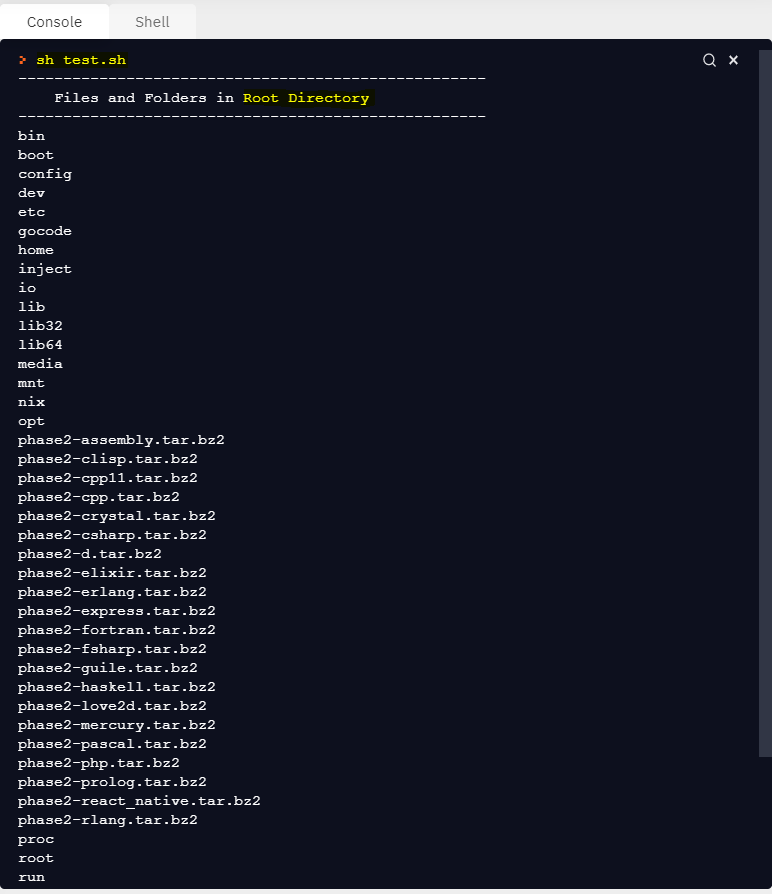 Console Shell
sh test.sh
----------------------------------------------------
Files and Folders in Root Directory
----------------------------------------------------
bin
boot
config
dev
etc
gocode
home
inject
io
lib
lib32
lib64
media
mnt
nix
opt
phase2-assembly.tar.bz2
phase2-clisp.tar.bz2
phase2-cpp11.tar.bz2
phase2-cpp.tar.bz2
phase2-crystal.tar.bz2
phase2-csharp.tar.bz2
phase2-d.tar.bz2
phase2-elixir.tar.bz2
phase2-erlang.tar.bz2
phase2-express.tar.bz2
phase2-fortran.tar.bz2
phase2-fsharp.tar.bz2
phase2-guile.tar.bz2
phase2-haskell.tar.bz2
phase2-love2d.tar.bz2
phase2-mercury.tar.bz2
phase2-pascal.tar.bz2
phase2-php.tar.bz2
phase2-prolog.tar.bz2
phase2-react_native.tar.bz2
phase2-rlang.tar.bz2
proc
root
run